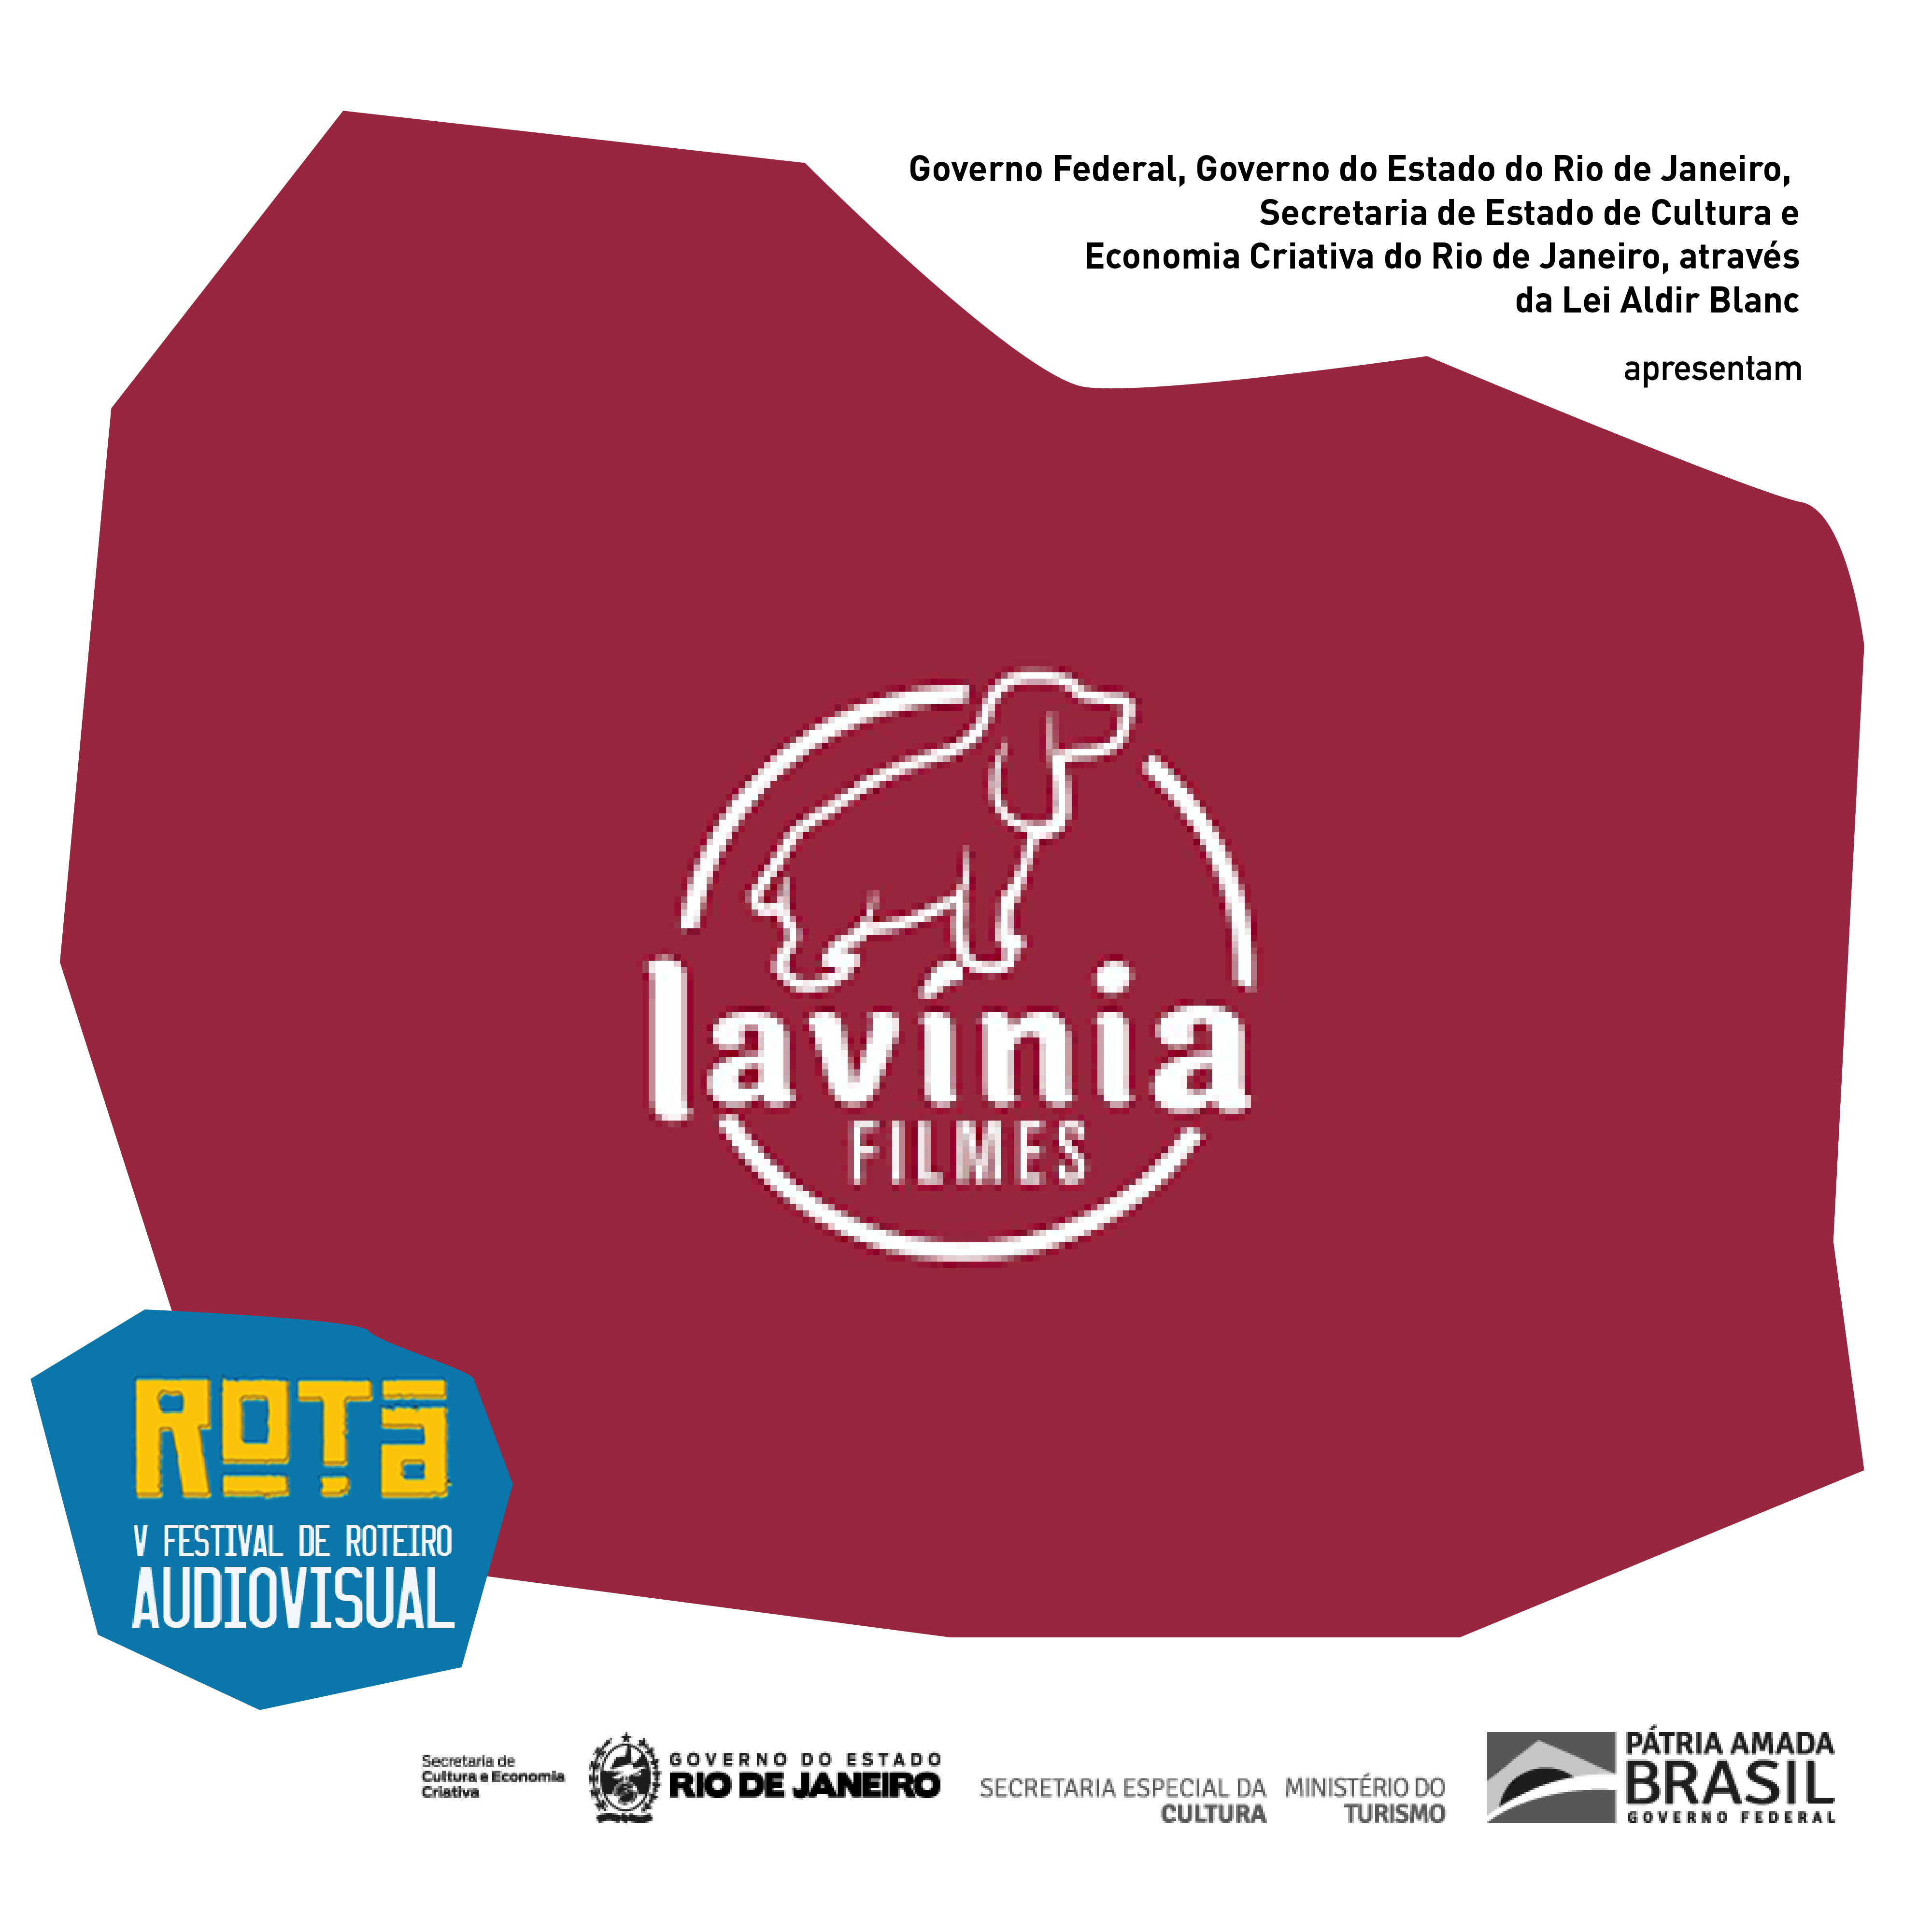 Governo Federal, Governo do Estado do Rio de Janeiro,
Secretaria de Estado de Cultura e
Economia Criativa do Rio de Janeiro, através
da Lei Aldir Blanc
apresentam
lavínia
FILMES
ROTA
V FESTIVAL DE ROTEIRO
AUDIOVISUAL
Secretaria de
Cultura e Economia
Criativa
GOVERNO DO ESTADO
RIO DE JANEIRO
SECRETARIA ESPECIAL DA
CULTURA
MINISTÉRIO DO
TURISMO
PÁTRIA AMADA
BRASIL
GOVERNO FEDERAL